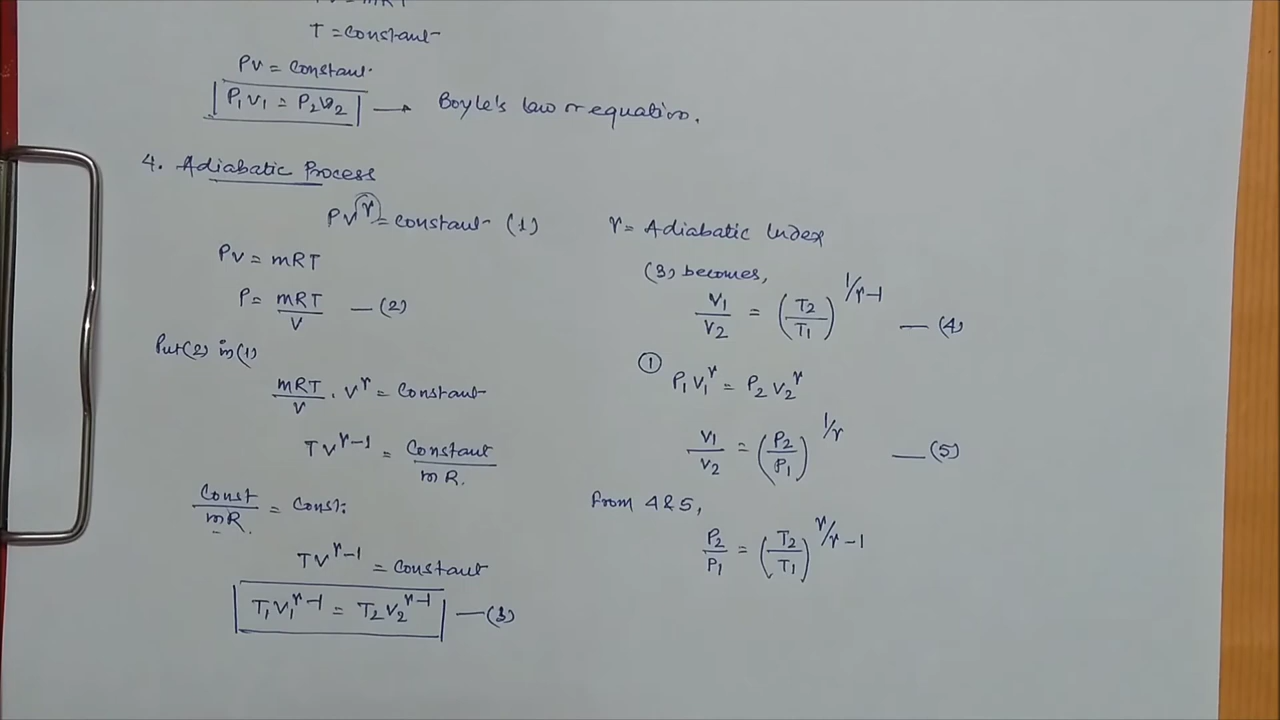 T = Constant
PV = Constant.
P₁V₁ = P₂V₂ → Boyle's law or equation.
4. Adiabatic Process
PV^γ = constant (1)
PV = mRT
P = mRT/V — (2)
Put (2) in (1)
mRT/V . V^γ = Constant
TV^γ-1 = Constant/mR.
Const/mR. = Const.
TV^γ-1 = Constant
T₁V₁^γ-1 = T₂V₂^γ-1 — (3)
γ = Adiabatic Index
(3) becomes,
V₁/V₂ = (T₂/T₁)^1/γ-1 — (4)
① P₁V₁^γ = P₂V₂^γ
V₁/V₂ = (P₂/P₁)^1/γ — (5)
From 4 & 5,
P₂/P₁ = (T₂/T₁)^γ/γ-1